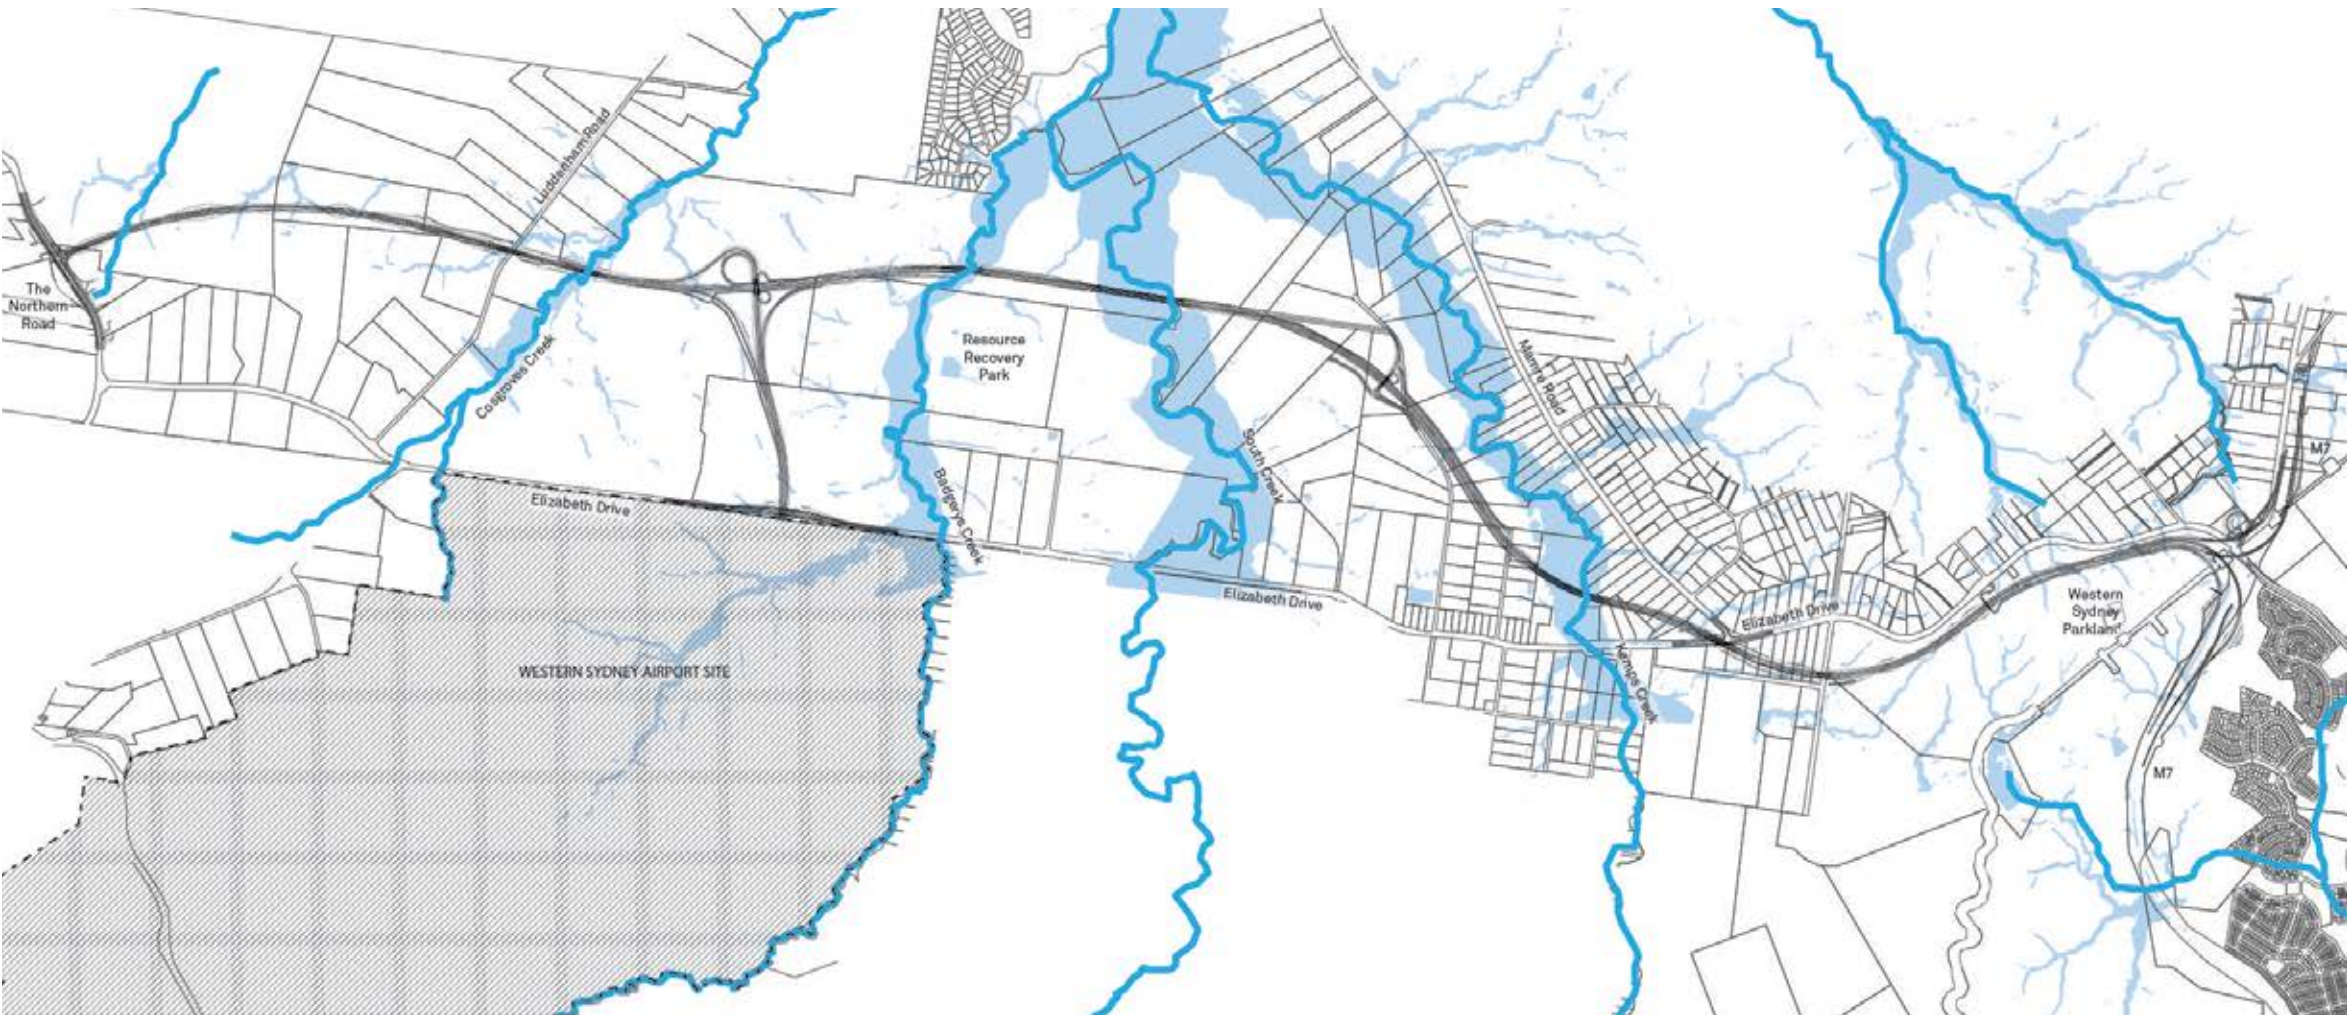 Luddenham Road
The
Northern
Road
Cosgroves Creek
Resource
Recovery
Park
Mamre Road
South Creek
Badgerys Creek
Elizabeth Drive
Elizabeth Drive
Elizabeth Drive
Kemps Creek
M7
Western
Sydney
Parkland
WESTERN SYDNEY AIRPORT SITE
M7